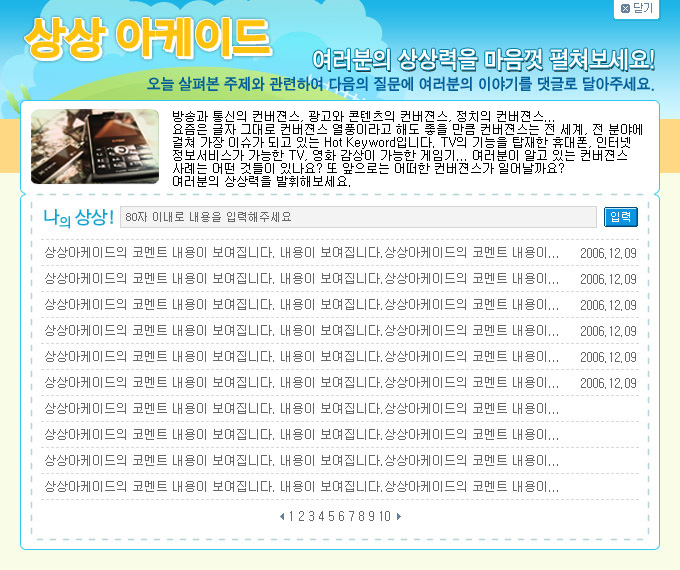 닫기
상상 아케이드
여러분의 상상력을 마음껏 펼쳐보세요!
오늘 살펴본 주제와 관련하여 다음의 질문에 여러분의 이야기를 댓글로 달아주세요.
방송과 통신의 컨버젼스, 광고와 콘텐츠의 컨버젼스, 정치의 컨버젼스...
요즘은 글자 그대로 컨버젼스 열풍이라고 해도 좋을 만큼 컨버젼스는 전 세계, 전 분야에
걸쳐 가장 이슈가 되고 있는 Hot Keyword입니다. TV의 기능을 탑재한 휴대폰, 인터넷
정보서비스가 가능한 TV, 영화 감상이 가능한 게임기... 여러분이 알고 있는 컨버젼스
사례는 어떤 것들이 있나요? 또 앞으로는 어떠한 컨버젼스가 일어날까요?
여러분의 상상력을 발휘해보세요.
나의 상상! 80자 이내로 내용을 입력해주세요 입력
상상아케이드의 코멘트 내용이 보여집니다. 내용이 보여집니다.상상아케이드의 코멘트 내용이... 2006.12.09
상상아케이드의 코멘트 내용이 보여집니다. 내용이 보여집니다.상상아케이드의 코멘트 내용이... 2006.12.09
상상아케이드의 코멘트 내용이 보여집니다. 내용이 보여집니다.상상아케이드의 코멘트 내용이... 2006.12.09
상상아케이드의 코멘트 내용이 보여집니다. 내용이 보여집니다.상상아케이드의 코멘트 내용이... 2006.12.09
상상아케이드의 코멘트 내용이 보여집니다. 내용이 보여집니다.상상아케이드의 코멘트 내용이... 2006.12.09
상상아케이드의 코멘트 내용이 보여집니다. 내용이 보여집니다.상상아케이드의 코멘트 내용이... 2006.12.09
상상아케이드의 코멘트 내용이 보여집니다. 내용이 보여집니다.상상아케이드의 코멘트 내용이...
상상아케이드의 코멘트 내용이 보여집니다. 내용이 보여집니다.상상아케이드의 코멘트 내용이...
상상아케이드의 코멘트 내용이 보여집니다. 내용이 보여집니다.상상아케이드의 코멘트 내용이...
상상아케이드의 코멘트 내용이 보여집니다. 내용이 보여집니다.상상아케이드의 코멘트 내용이...
1 2 3 4 5 6 7 8 9 10